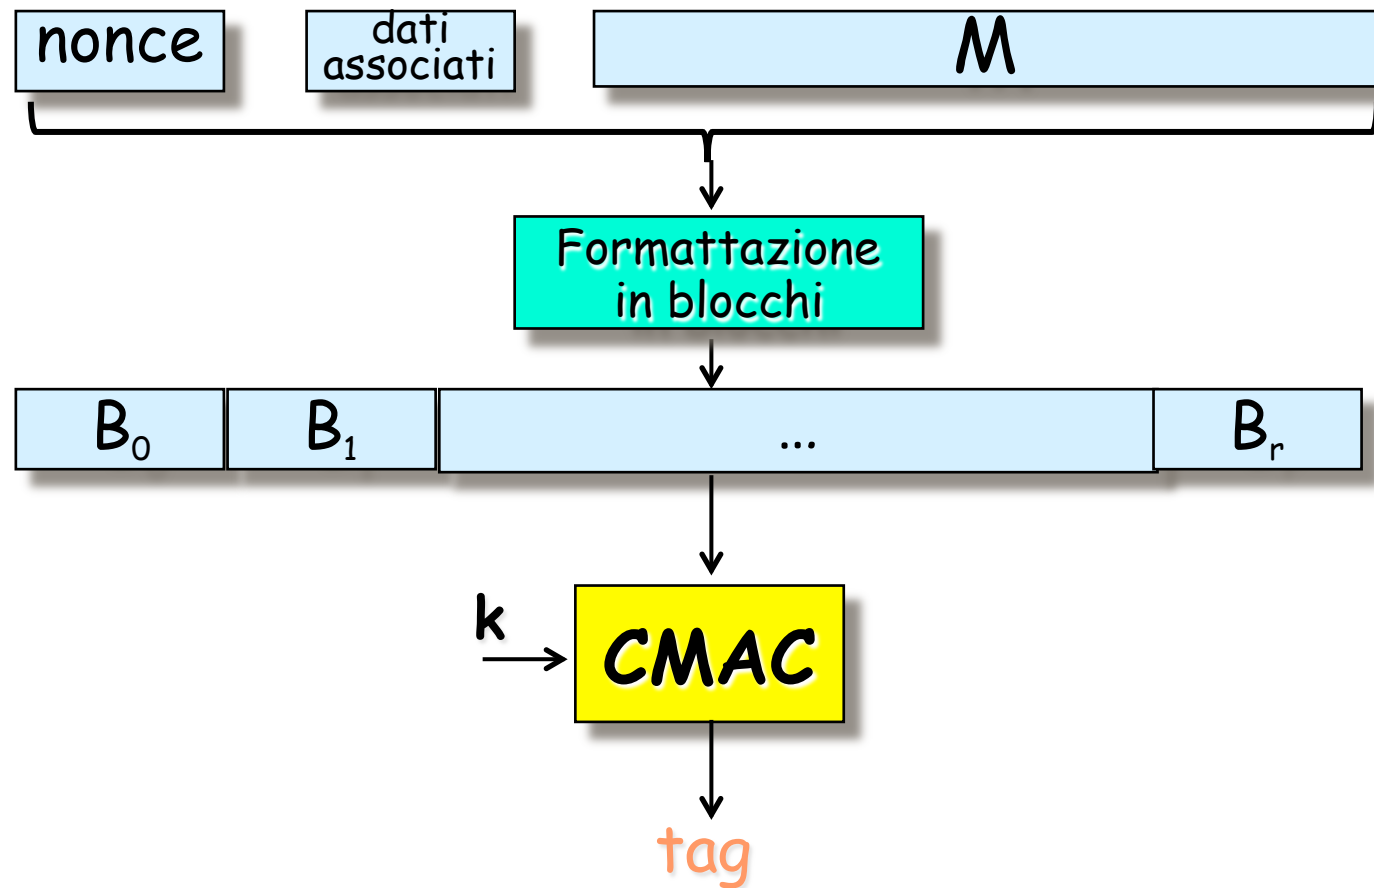 nonce
dati
associati
M
Formattazione
in blocchi
B₀ B₁ ... Bᵣ
k
CMAC
tag